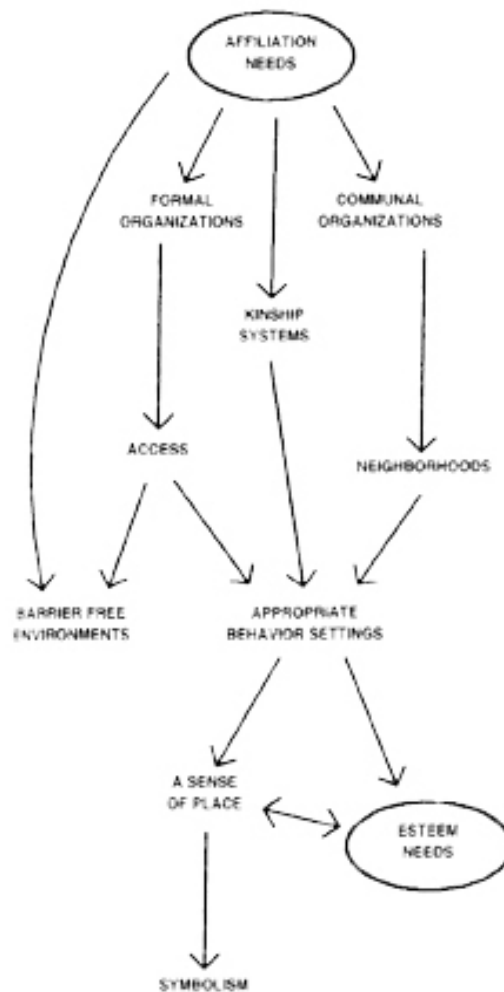 AFFILIATION
NEEDS
FORMAL
ORGANIZATIONS
COMMUNAL
ORGANIZATIONS
KINSHIP
SYSTEMS
ACCESS
NEIGHBORHOODS
BARRIER FREE
ENVIRONMENTS
APPROPRIATE
BEHAVIOR SETTINGS
A SENSE
OF PLACE
ESTEEM
NEEDS
SYMBOLISM